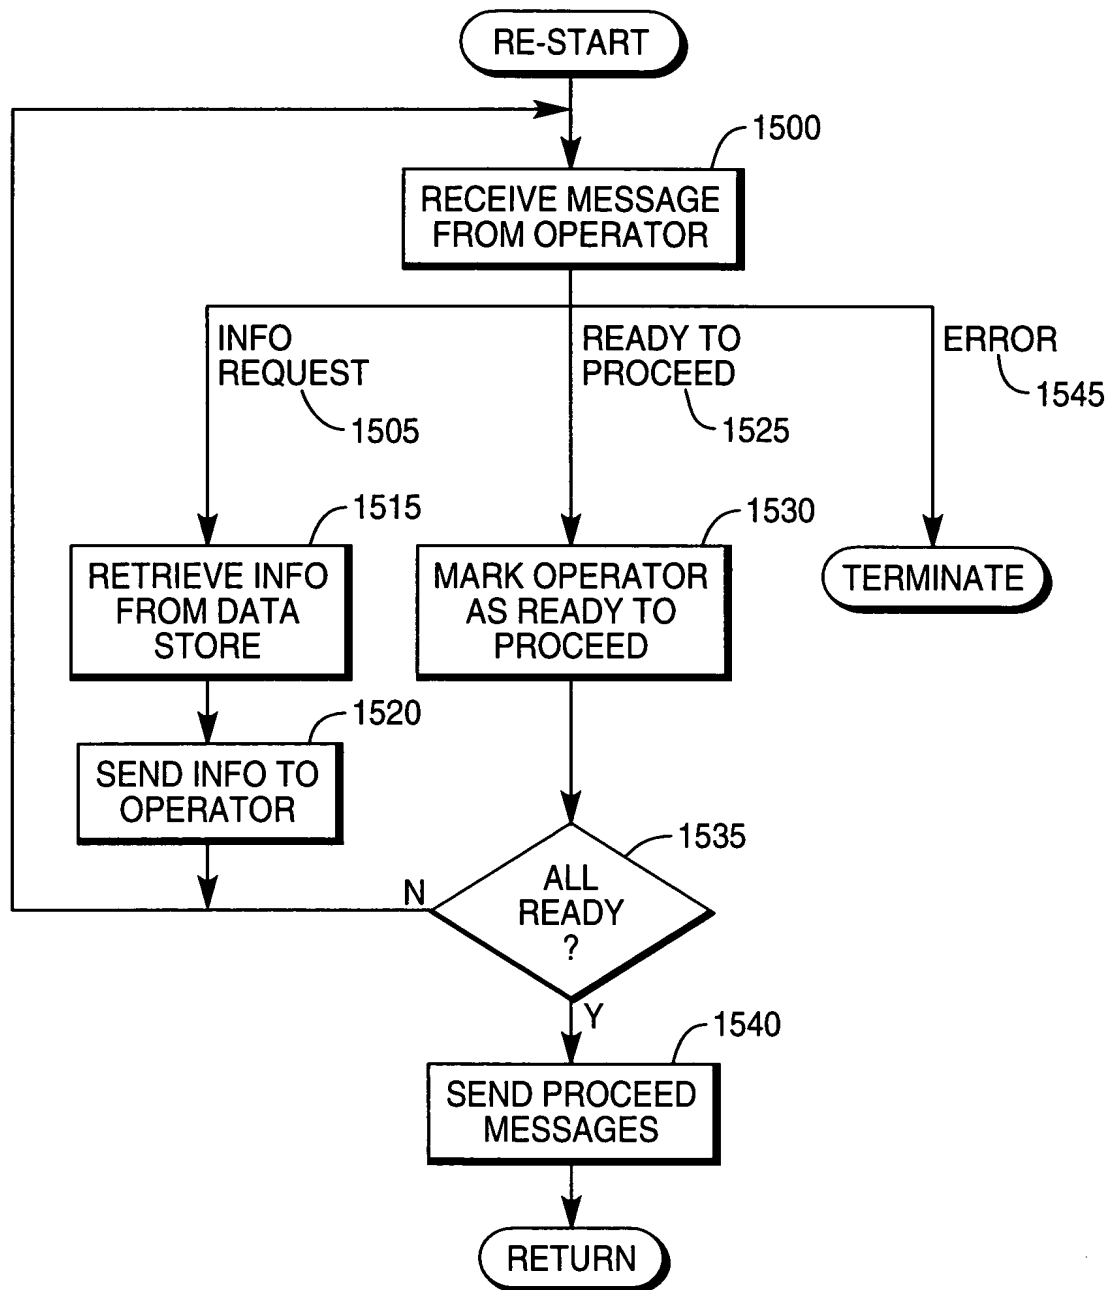 RE-START
1500
RECEIVE MESSAGE
FROM OPERATOR
INFO
REQUEST
1505
READY TO
PROCEED
1525
ERROR
1545
1515
RETRIEVE INFO
FROM DATA
STORE
1530
MARK OPERATOR
AS READY TO
PROCEED
TERMINATE
1520
SEND INFO TO
OPERATOR
1535
ALL
READY
?
N
Y
1540
SEND PROCEED
MESSAGES
RETURN